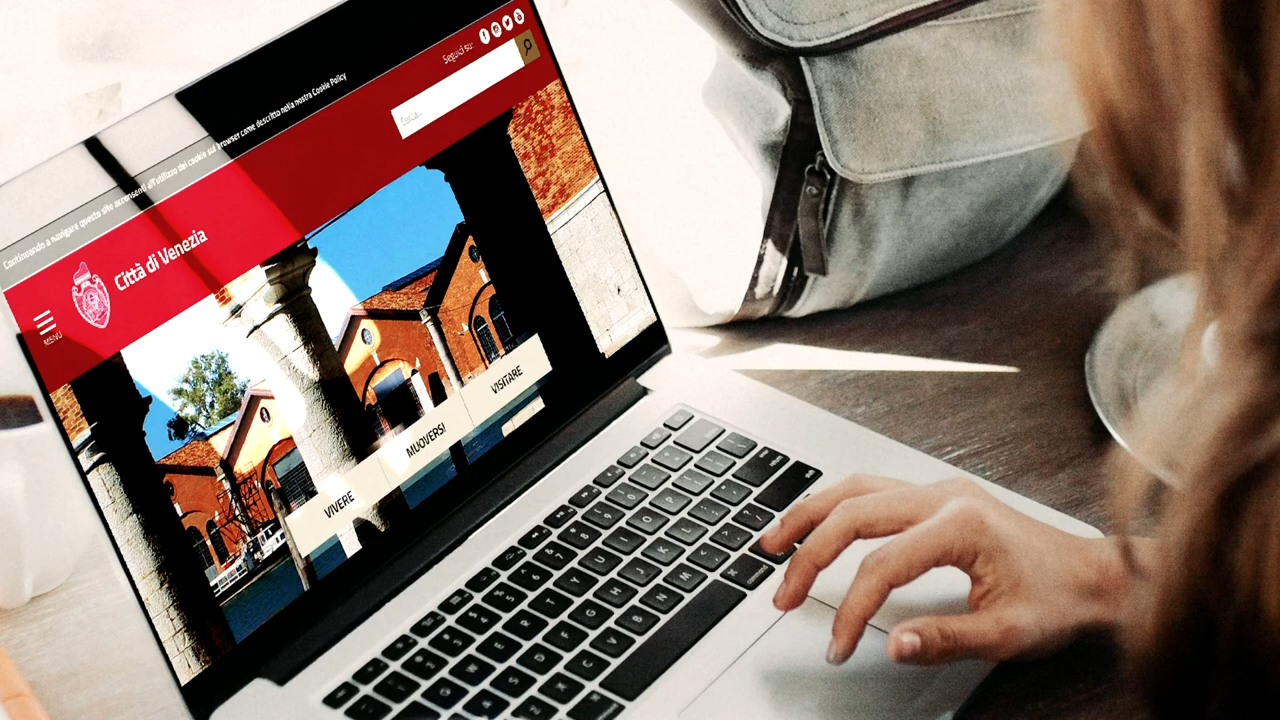 Continuando a navigare questo sito acconsenti all'utilizzo dei cookie sul browser come descritto nella nostra Cookie Policy
Seguici su:
Cerca...
MENU
Città di Venezia
VIVERE
MUOVERSI
VISITARE
command